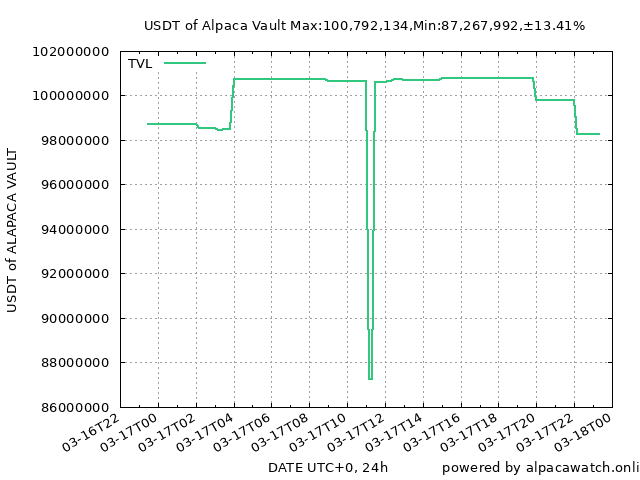 USDT of Alpaca Vault Max:100,792,134,Min:87,267,992,±13.41%
102000000
TVL
100000000
98000000
96000000
94000000
92000000
90000000
88000000
86000000
USDT of ALAPACA VAULT
03-16T22
03-17T00
03-17T02
03-17T04
03-17T06
03-17T08
03-17T10
03-17T12
03-17T14
03-17T16
03-17T18
03-17T20
03-17T22
03-18T00
DATE UTC+0, 24h
powered by alpacawatch.onli